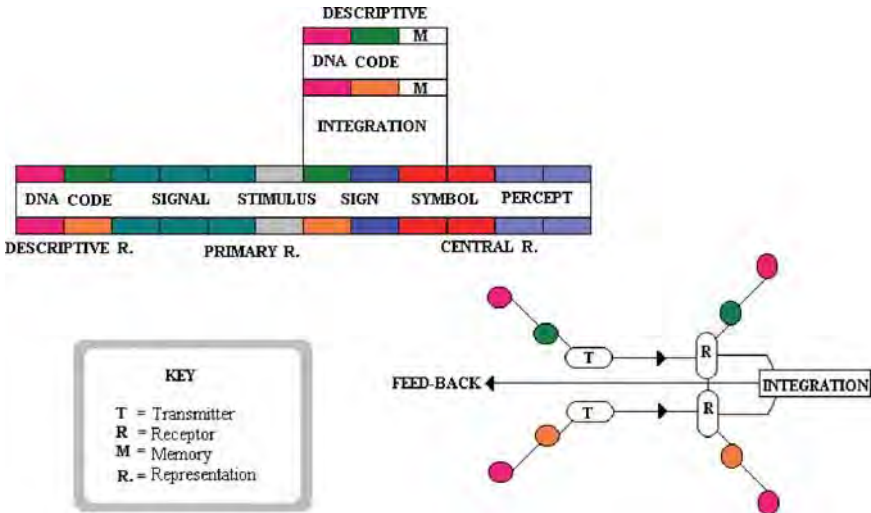 DESCRIPTIVE
M
DNA CODE
M
INTEGRATION
DNA CODE SIGNAL STIMULUS SIGN SYMBOL PERCEPT
DESCRIPTIVE R. PRIMARY R. CENTRAL R.
T R
FEED-BACK INTEGRATION
T R
KEY
T = Transmitter
R = Receptor
M = Memory
R. = Representation